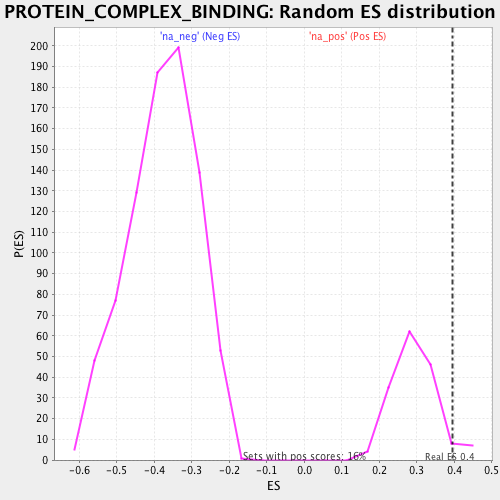 PROTEIN_COMPLEX_BINDING: Random ES distribution
'na_neg' (Neg ES)
'na_pos' (Pos ES)
200
190
180
170
160
150
140
130
120
110
100
90
80
70
60
50
40
30
20
10
0
P(ES)
Sets with pos scores: 16%
Real ES 0.4
-0.6 -0.5 -0.4 -0.3 -0.2 -0.1 0.0 0.1 0.2 0.3 0.4 0.5
ES